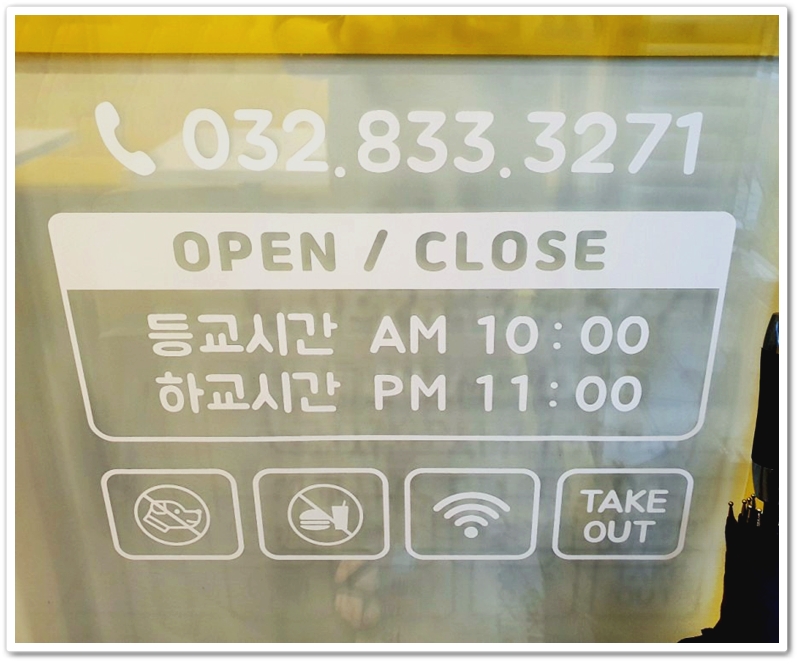 032.833.3271
OPEN / CLOSE
등교시간 AM 10:00
하교시간 PM 11:00
TAKE
OUT